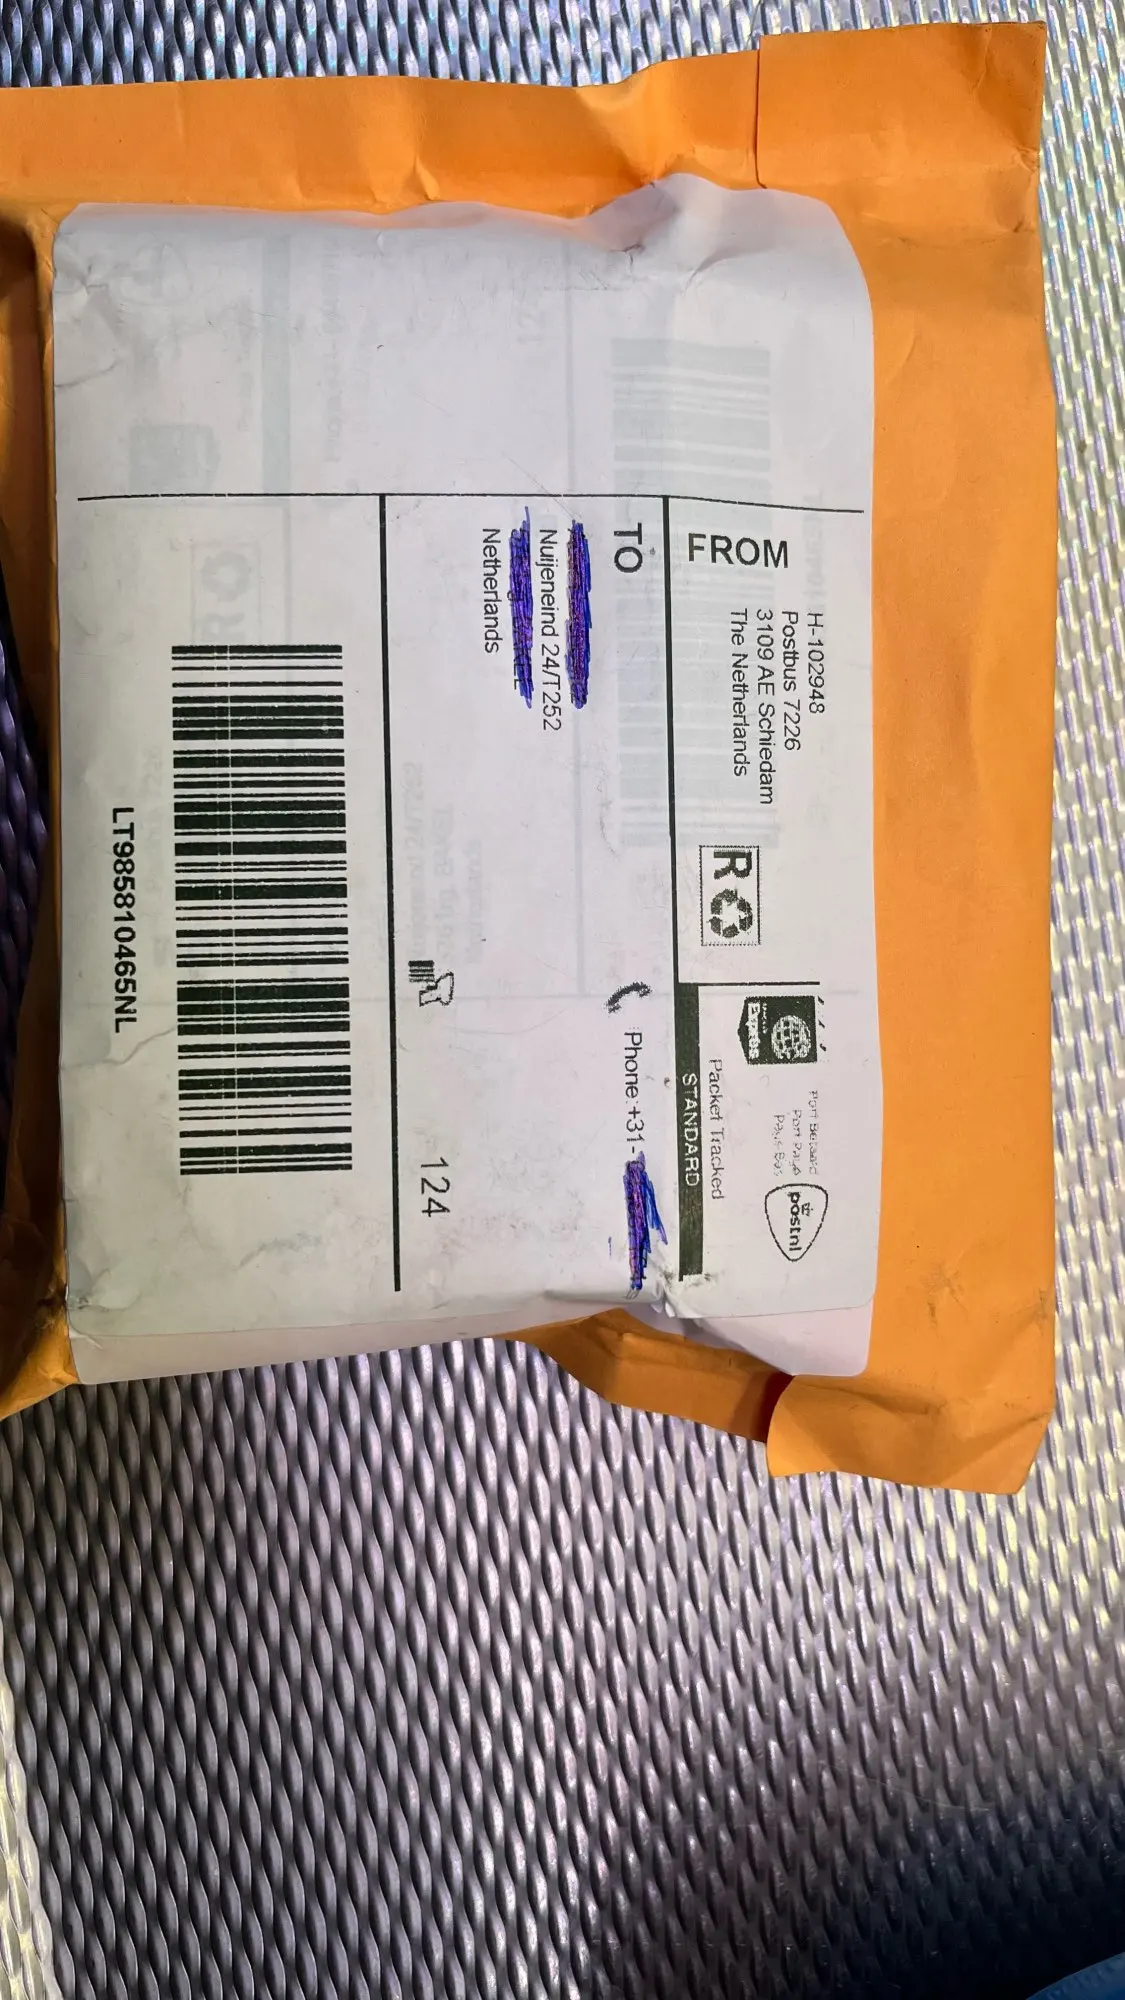 FROM
H-102948
Postbus 7226
3109 AE Schiedam
The Netherlands
R
Express
Port Betaald
Port Payé
Pays-Bas
postnl
Packet Tracked
STANDARD
TO
Phone:+31-
Nuijeneind 24/T252
Netherlands
124
LT985810465NL